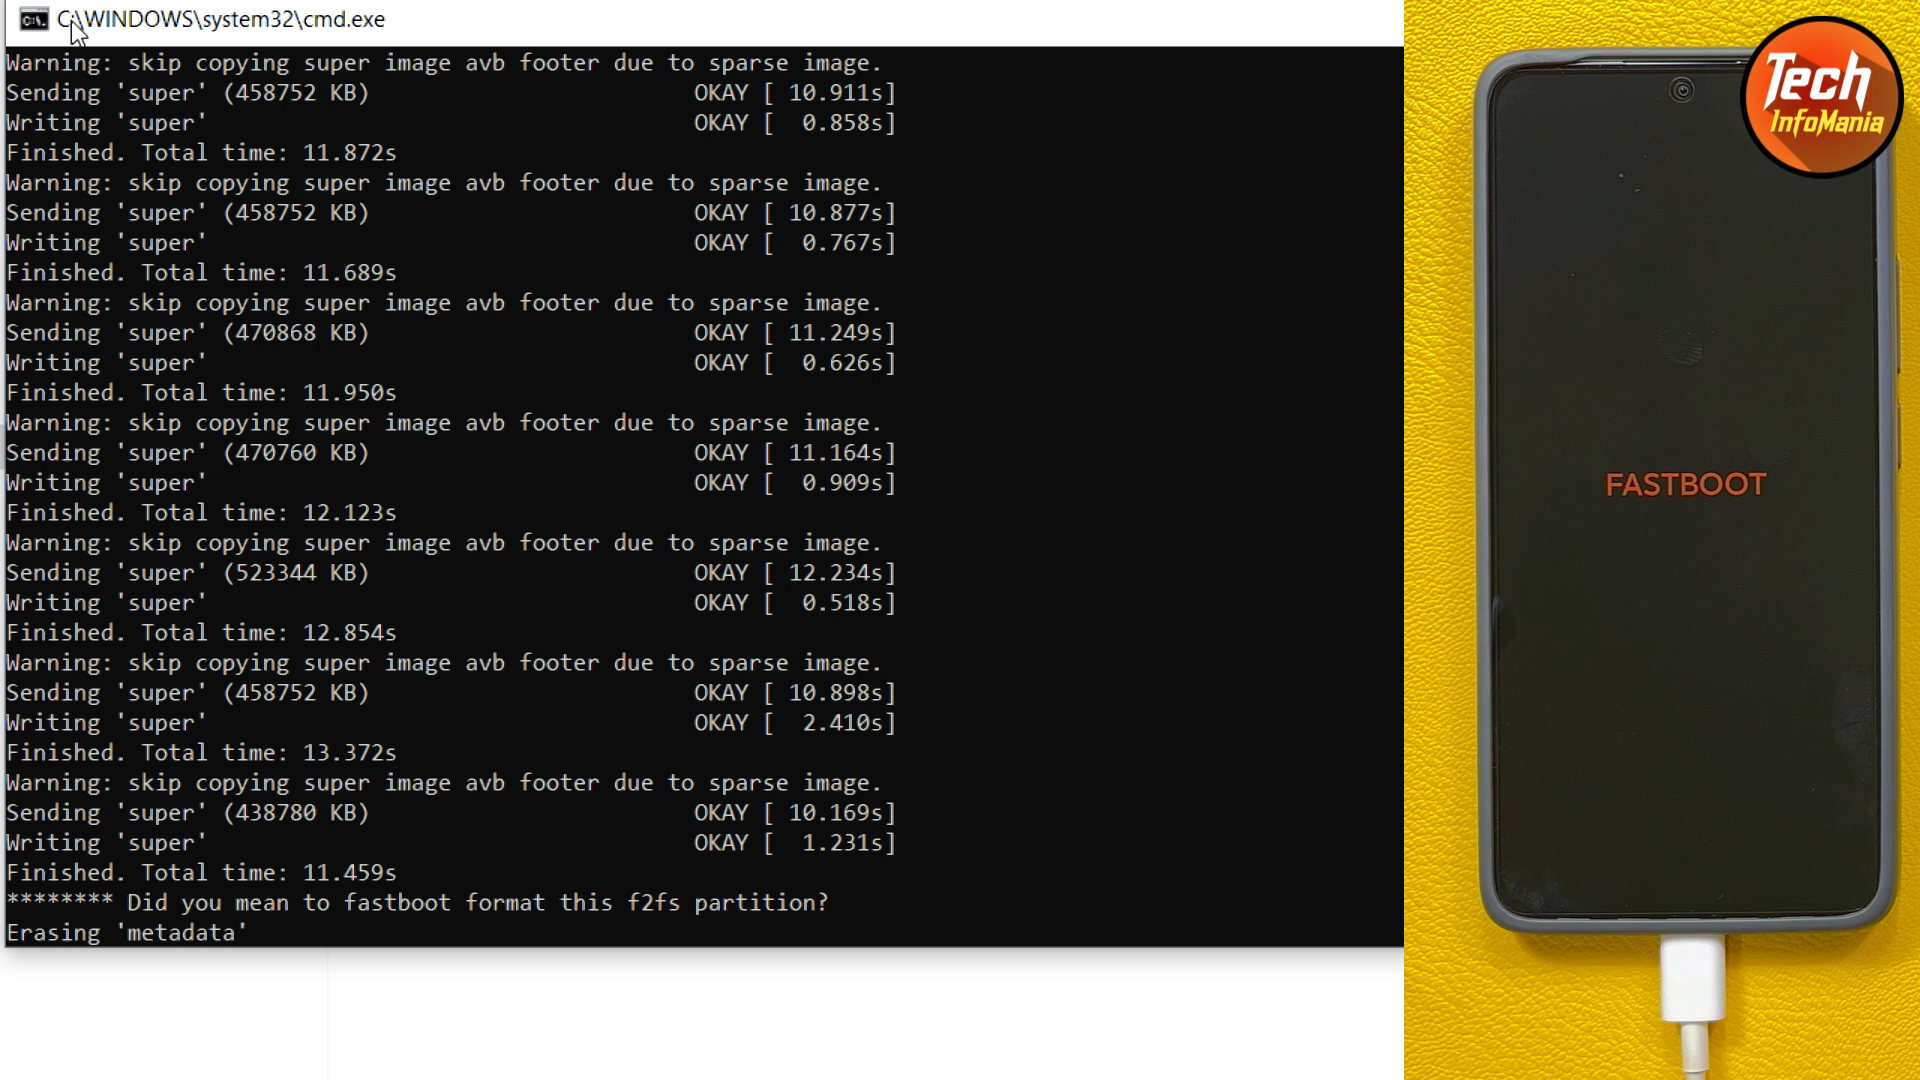 C:\WINDOWS\system32\cmd.exe
Warning: skip copying super image avb footer due to sparse image.
Sending 'super' (458752 KB) OKAY [ 10.911s]
Writing 'super' OKAY [ 0.858s]
Finished. Total time: 11.872s
Warning: skip copying super image avb footer due to sparse image.
Sending 'super' (458752 KB) OKAY [ 10.877s]
Writing 'super' OKAY [ 0.767s]
Finished. Total time: 11.689s
Warning: skip copying super image avb footer due to sparse image.
Sending 'super' (470868 KB) OKAY [ 11.249s]
Writing 'super' OKAY [ 0.626s]
Finished. Total time: 11.950s
Warning: skip copying super image avb footer due to sparse image.
Sending 'super' (470760 KB) OKAY [ 11.164s]
Writing 'super' OKAY [ 0.909s]
Finished. Total time: 12.123s
Warning: skip copying super image avb footer due to sparse image.
Sending 'super' (523344 KB) OKAY [ 12.234s]
Writing 'super' OKAY [ 0.518s]
Finished. Total time: 12.854s
Warning: skip copying super image avb footer due to sparse image.
Sending 'super' (458752 KB) OKAY [ 10.898s]
Writing 'super' OKAY [ 2.410s]
Finished. Total time: 13.372s
Warning: skip copying super image avb footer due to sparse image.
Sending 'super' (438780 KB) OKAY [ 10.169s]
Writing 'super' OKAY [ 1.231s]
Finished. Total time: 11.459s
******** Did you mean to fastboot format this f2fs partition?
Erasing 'metadata'
Tech
InfoMania
FASTBOOT